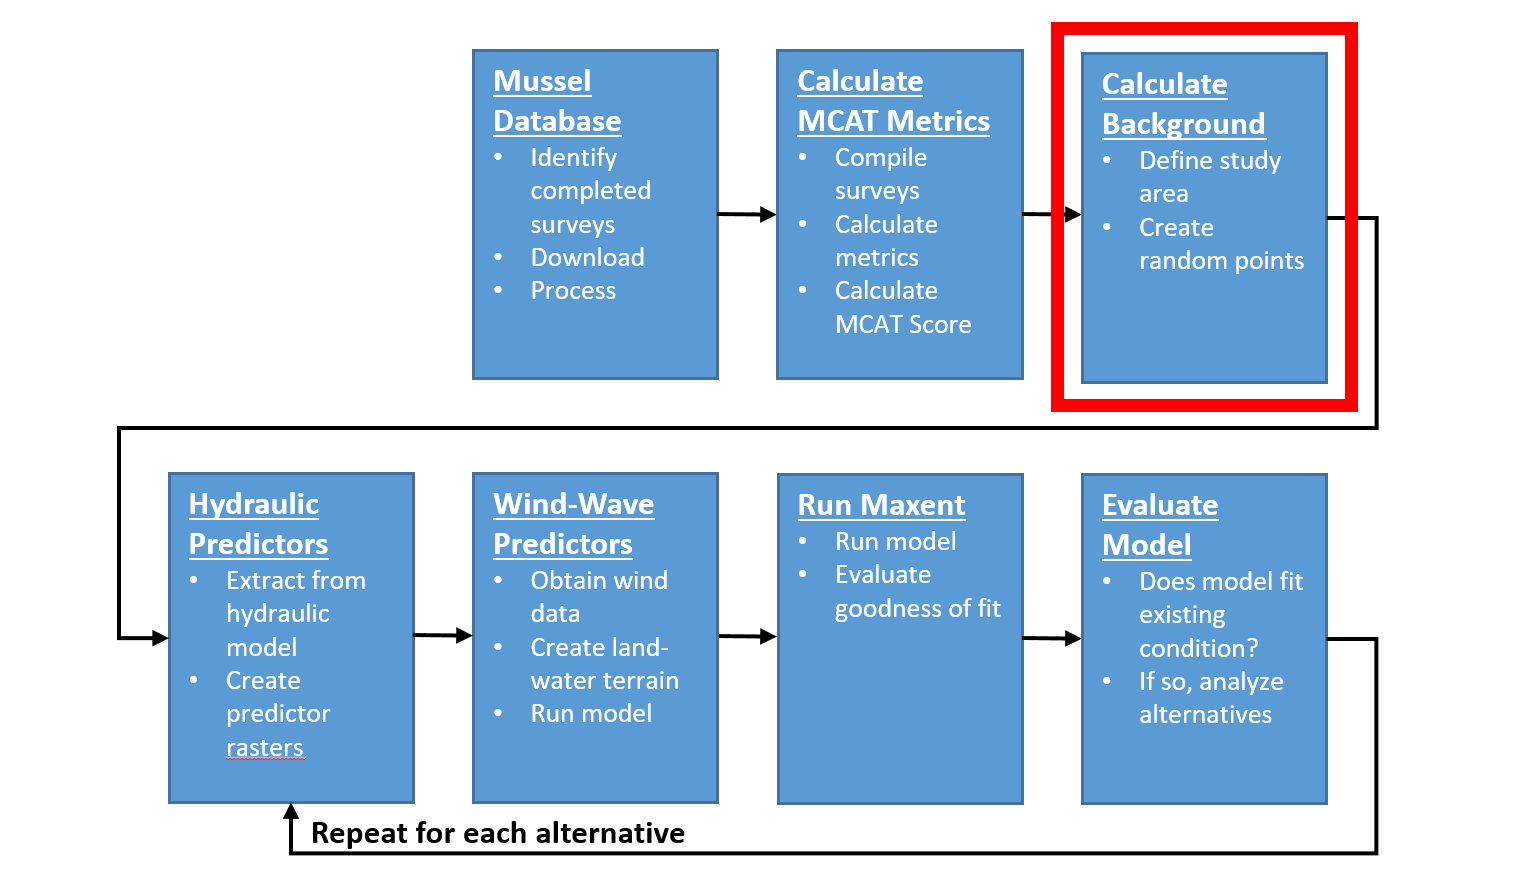 Mussel
Database
• Identify
completed
surveys
• Download
• Process
Calculate
MCAT Metrics
• Compile
surveys
• Calculate
metrics
• Calculate
MCAT Score
Calculate
Background
• Define study
area
• Create
random points
Hydraulic
Predictors
• Extract from
hydraulic
model
• Create
predictor
rasters
Wind-Wave
Predictors
• Obtain wind
data
• Create land-
water terrain
• Run model
Run Maxent
• Run model
• Evaluate
goodness of fit
Evaluate
Model
• Does model fit
existing
condition?
• If so, analyze
alternatives
Repeat for each alternative